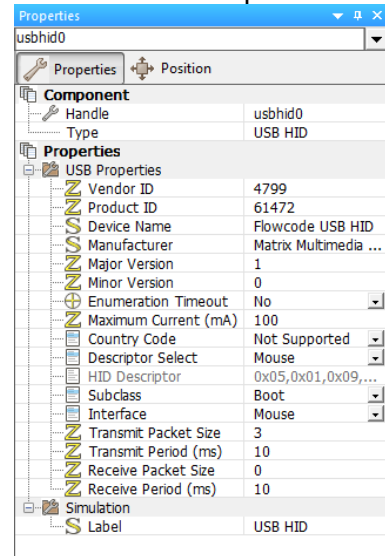 Properties
usbhid0
Properties Position
Component
Handle usbhid0
Type USB HID
Properties
USB Properties
Vendor ID 4799
Product ID 61472
Device Name Flowcode USB HID
Manufacturer Matrix Multimedia ...
Major Version 1
Minor Version 0
Enumeration Timeout No
Maximum Current (mA) 100
Country Code Not Supported
Descriptor Select Mouse
HID Descriptor 0x05,0x01,0x09,...
Subclass Boot
Interface Mouse
Transmit Packet Size 3
Transmit Period (ms) 10
Receive Packet Size 0
Receive Period (ms) 10
Simulation
Label USB HID